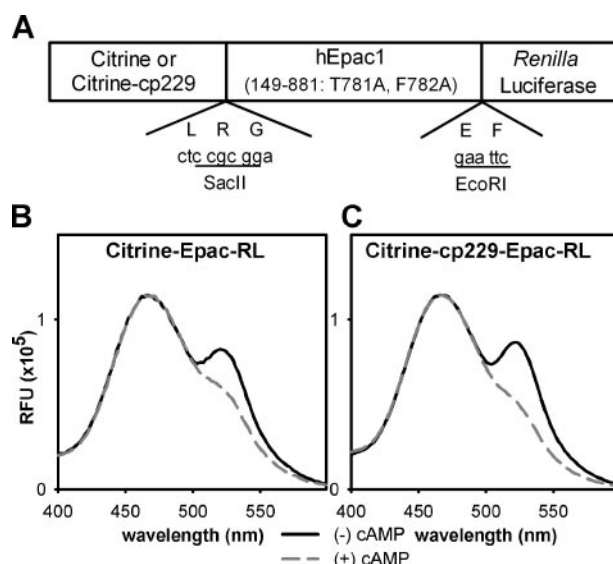 A
Citrine or
Citrine-cp229
hEpac1
(149-881: T781A, F782A)
Renilla
Luciferase
L R G
ctc cgc gga
SacII
E F
gaa ttc
EcoRI
B
Citrine-Epac-RL
C
Citrine-cp229-Epac-RL
RFU (x10⁵)
1
0
400 450 500 550
wavelength (nm)
1
0
400 450 500 550
wavelength (nm)
(-) cAMP
(+) cAMP